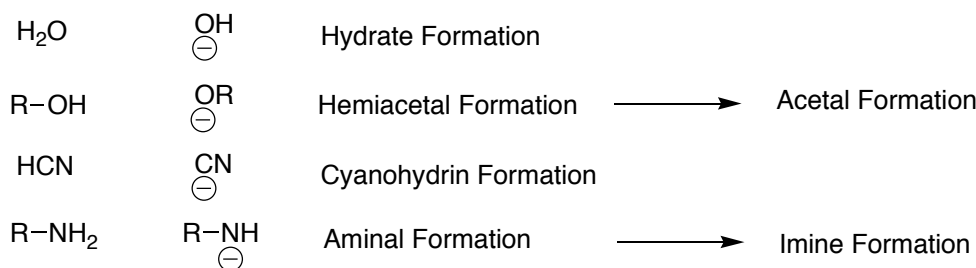 H₂O OH ⊖ Hydrate Formation
R–OH OR ⊖ Hemiacetal Formation ⟶ Acetal Formation
HCN CN ⊖ Cyanohydrin Formation
R–NH₂ R–NH ⊖ Aminal Formation ⟶ Imine Formation